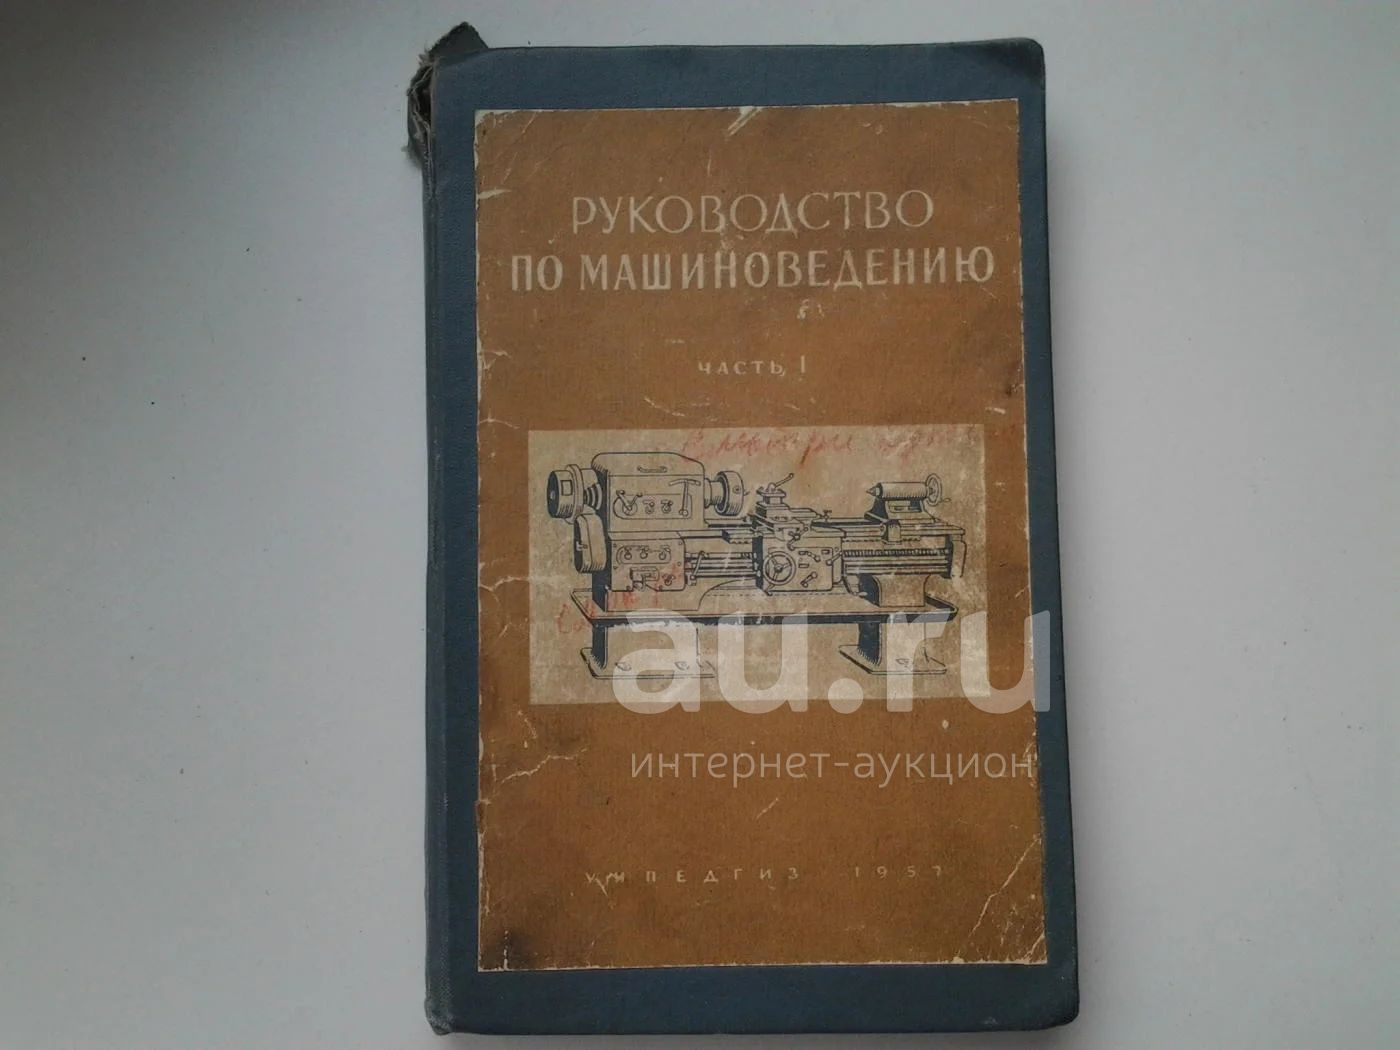 РУКОВОДСТВО
ПО МАШИНОВЕДЕНИЮ
ЧАСТЬ I
au.ru
интернет-аукцион
УЧПЕДГИЗ 1957